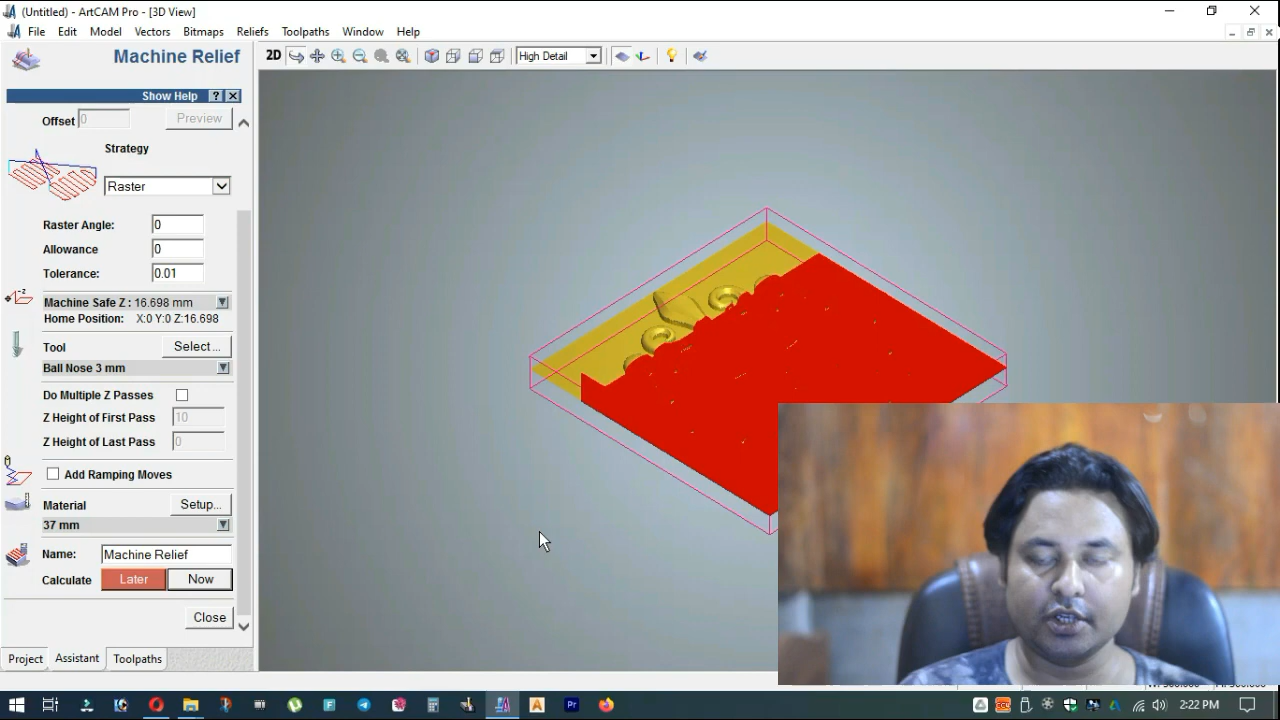 (Untitled) - ArtCAM Pro - [3D View]
File Edit Model Vectors Bitmaps Reliefs Toolpaths Window Help
Machine Relief
2D
High Detail
Show Help ?
Offset 0 Preview
Strategy
Raster
Raster Angle: 0
Allowance 0
Tolerance: 0.01
Machine Safe Z : 16.698 mm
Home Position: X:0 Y:0 Z:16.698
Tool Select...
Ball Nose 3 mm
Do Multiple Z Passes
Z Height of First Pass 10
Z Height of Last Pass 0
Add Ramping Moves
Material Setup...
37 mm
Name: Machine Relief
Calculate Later Now
Close
Project Assistant Toolpaths
2:22 PM